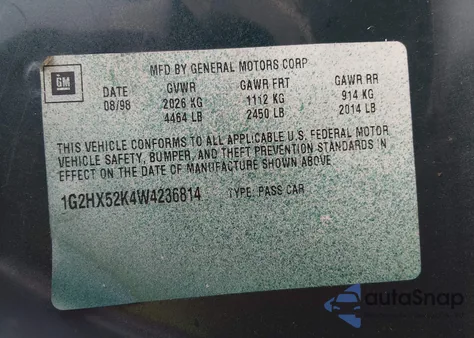 GM
MFD BY GENERAL MOTORS CORP
DATE GVWR GAWR FRT GAWR RR
08/98 2026 KG 1112 KG 914 KG
4464 LB 2450 LB 2014 LB
THIS VEHICLE CONFORMS TO ALL APPLICABLE U.S. FEDERAL MOTOR
VEHICLE SAFETY, BUMPER, AND THEFT PREVENTION STANDARDS IN
EFFECT ON THE DATE OF MANUFACTURE SHOWN ABOVE
1G2HX52K4W4236814 TYPE: PASS CAR
autoSnap